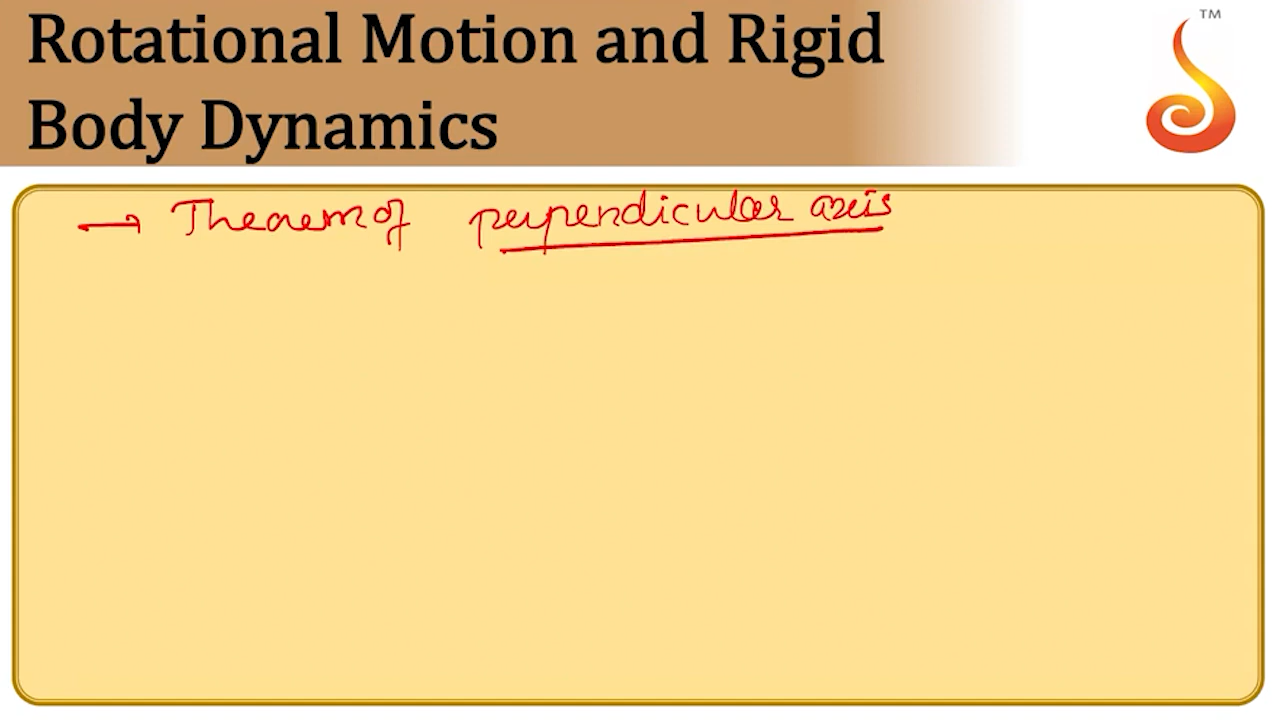 Rotational Motion and Rigid
Body Dynamics
TM
→ Theorem of perpendicular axis